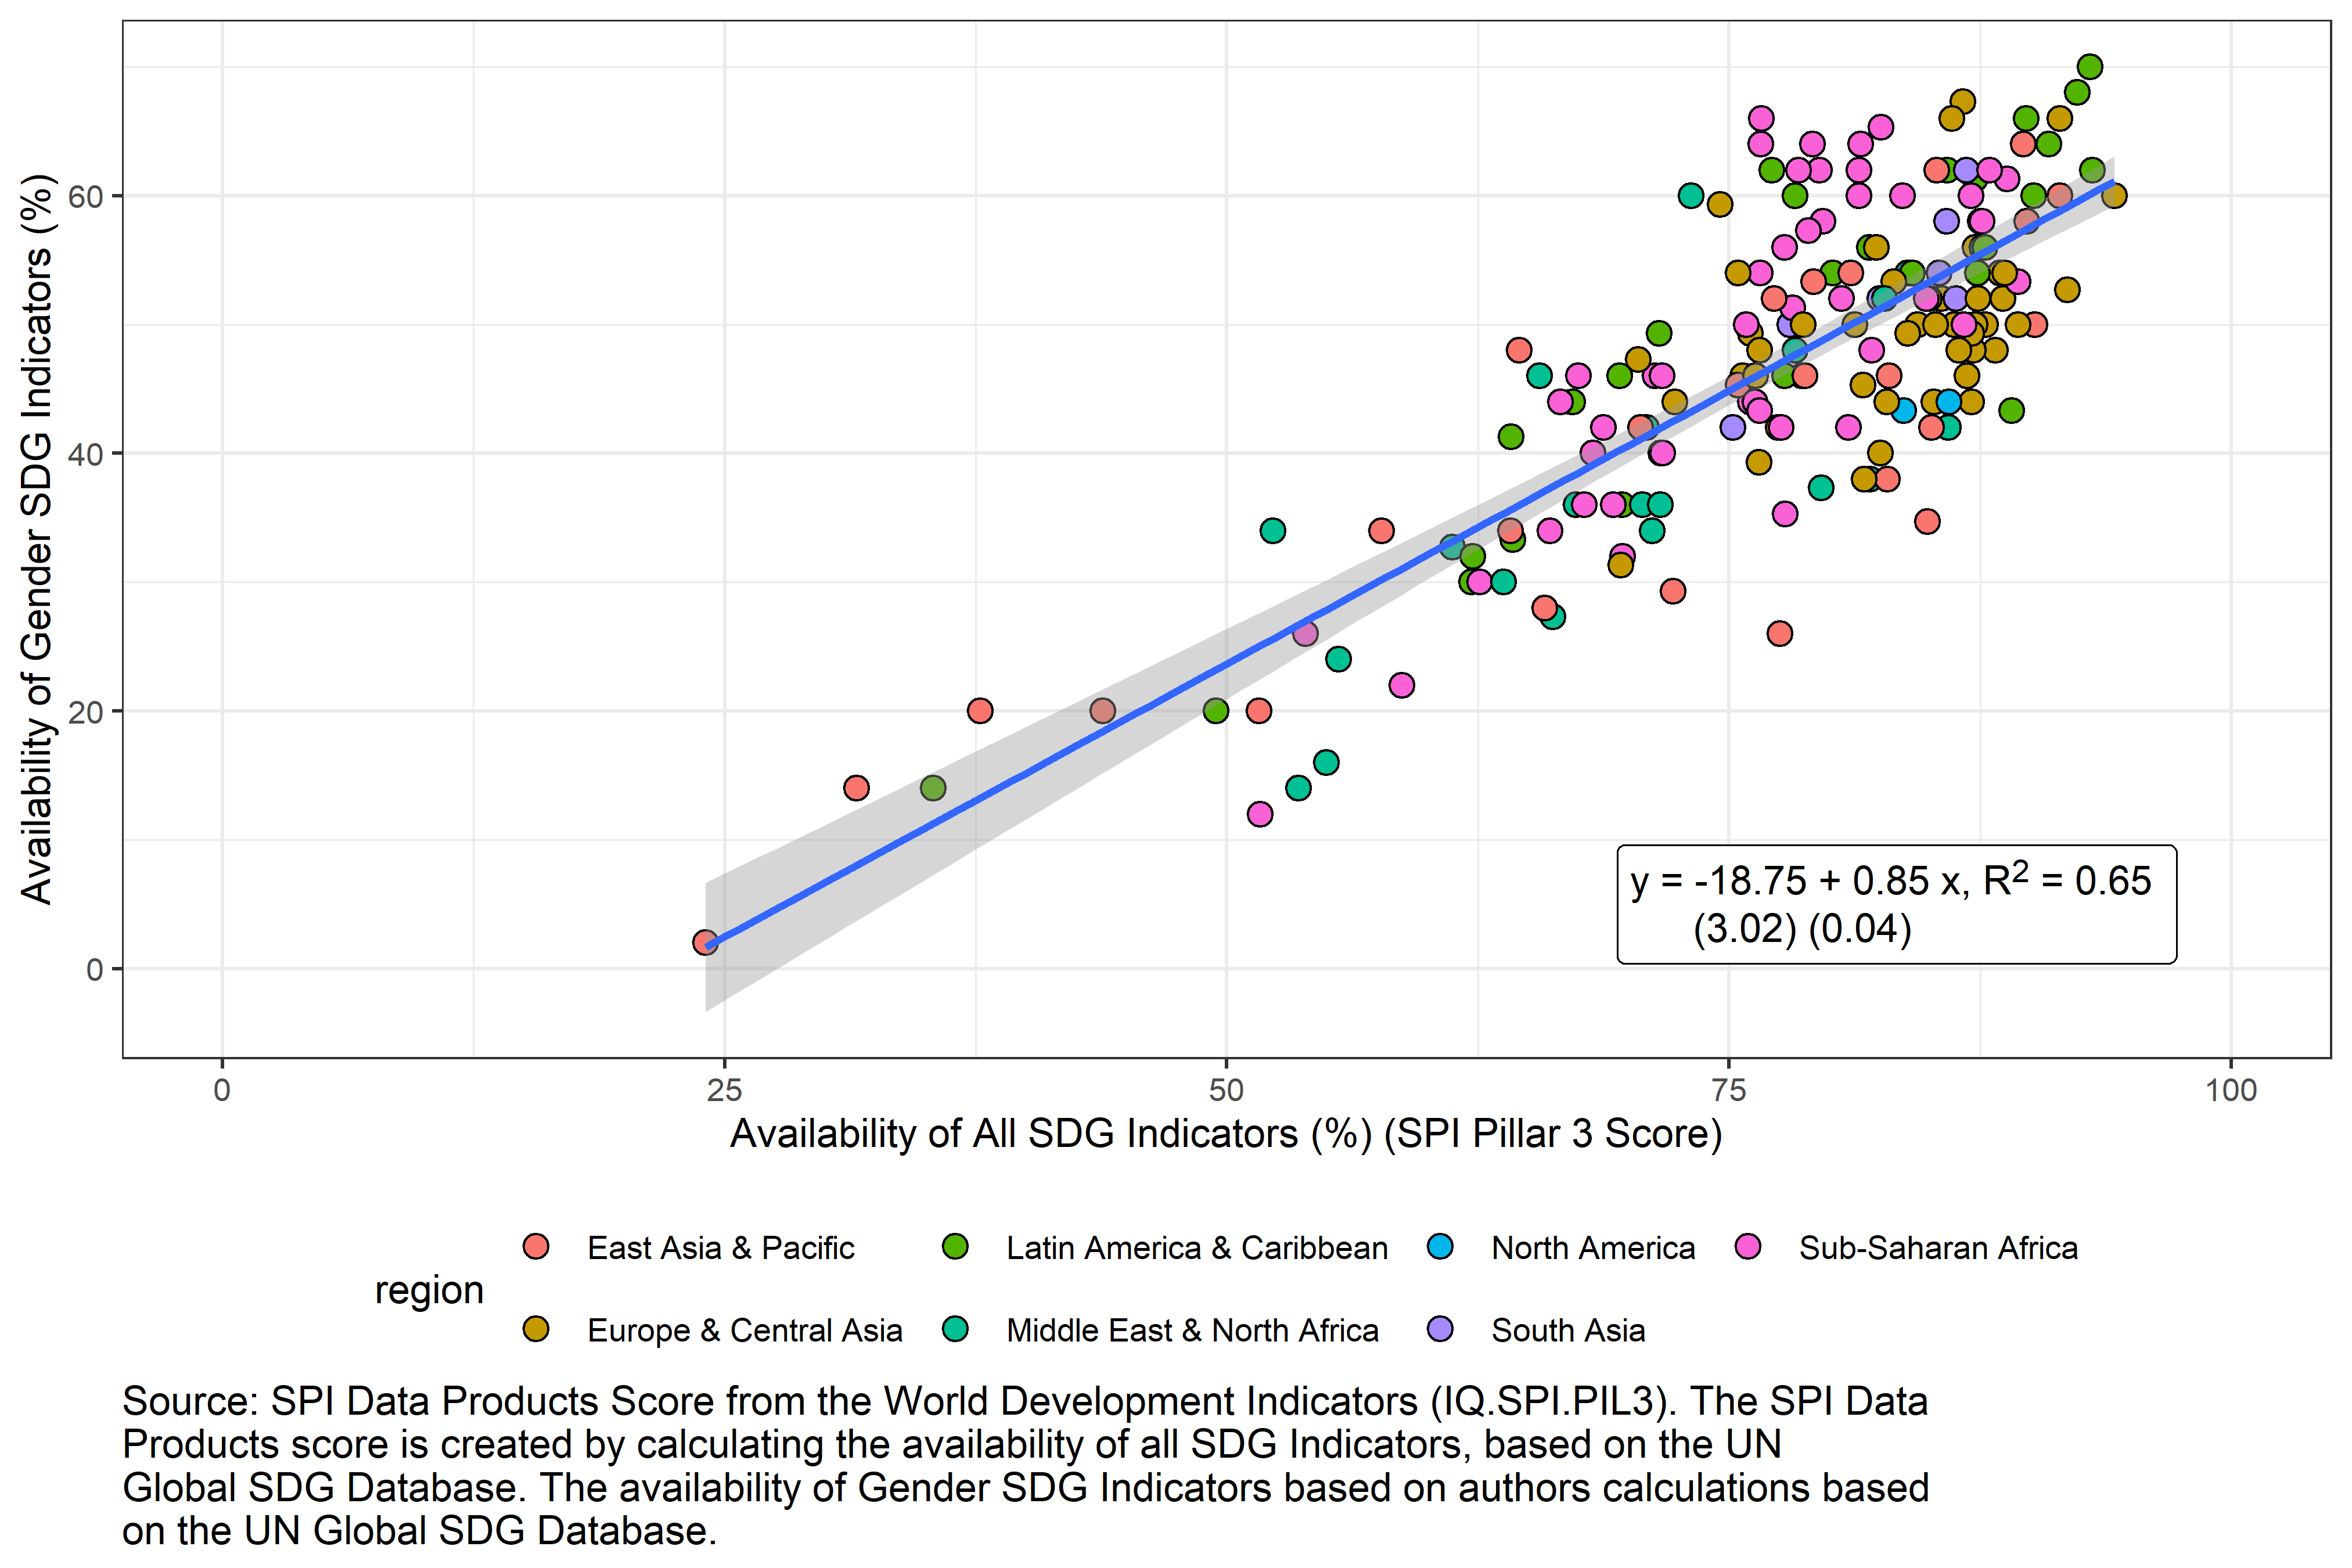 Availability of Gender SDG Indicators (%)
60
40
20
0
y = -18.75 + 0.85 x, R² = 0.65
(3.02) (0.04)
0 25 50 75 100
Availability of All SDG Indicators (%) (SPI Pillar 3 Score)
region
East Asia & Pacific Latin America & Caribbean North America Sub-Saharan Africa
Europe & Central Asia Middle East & North Africa South Asia
Source: SPI Data Products Score from the World Development Indicators (IQ.SPI.PIL3). The SPI Data
Products score is created by calculating the availability of all SDG Indicators, based on the UN
Global SDG Database. The availability of Gender SDG Indicators based on authors calculations based
on the UN Global SDG Database.